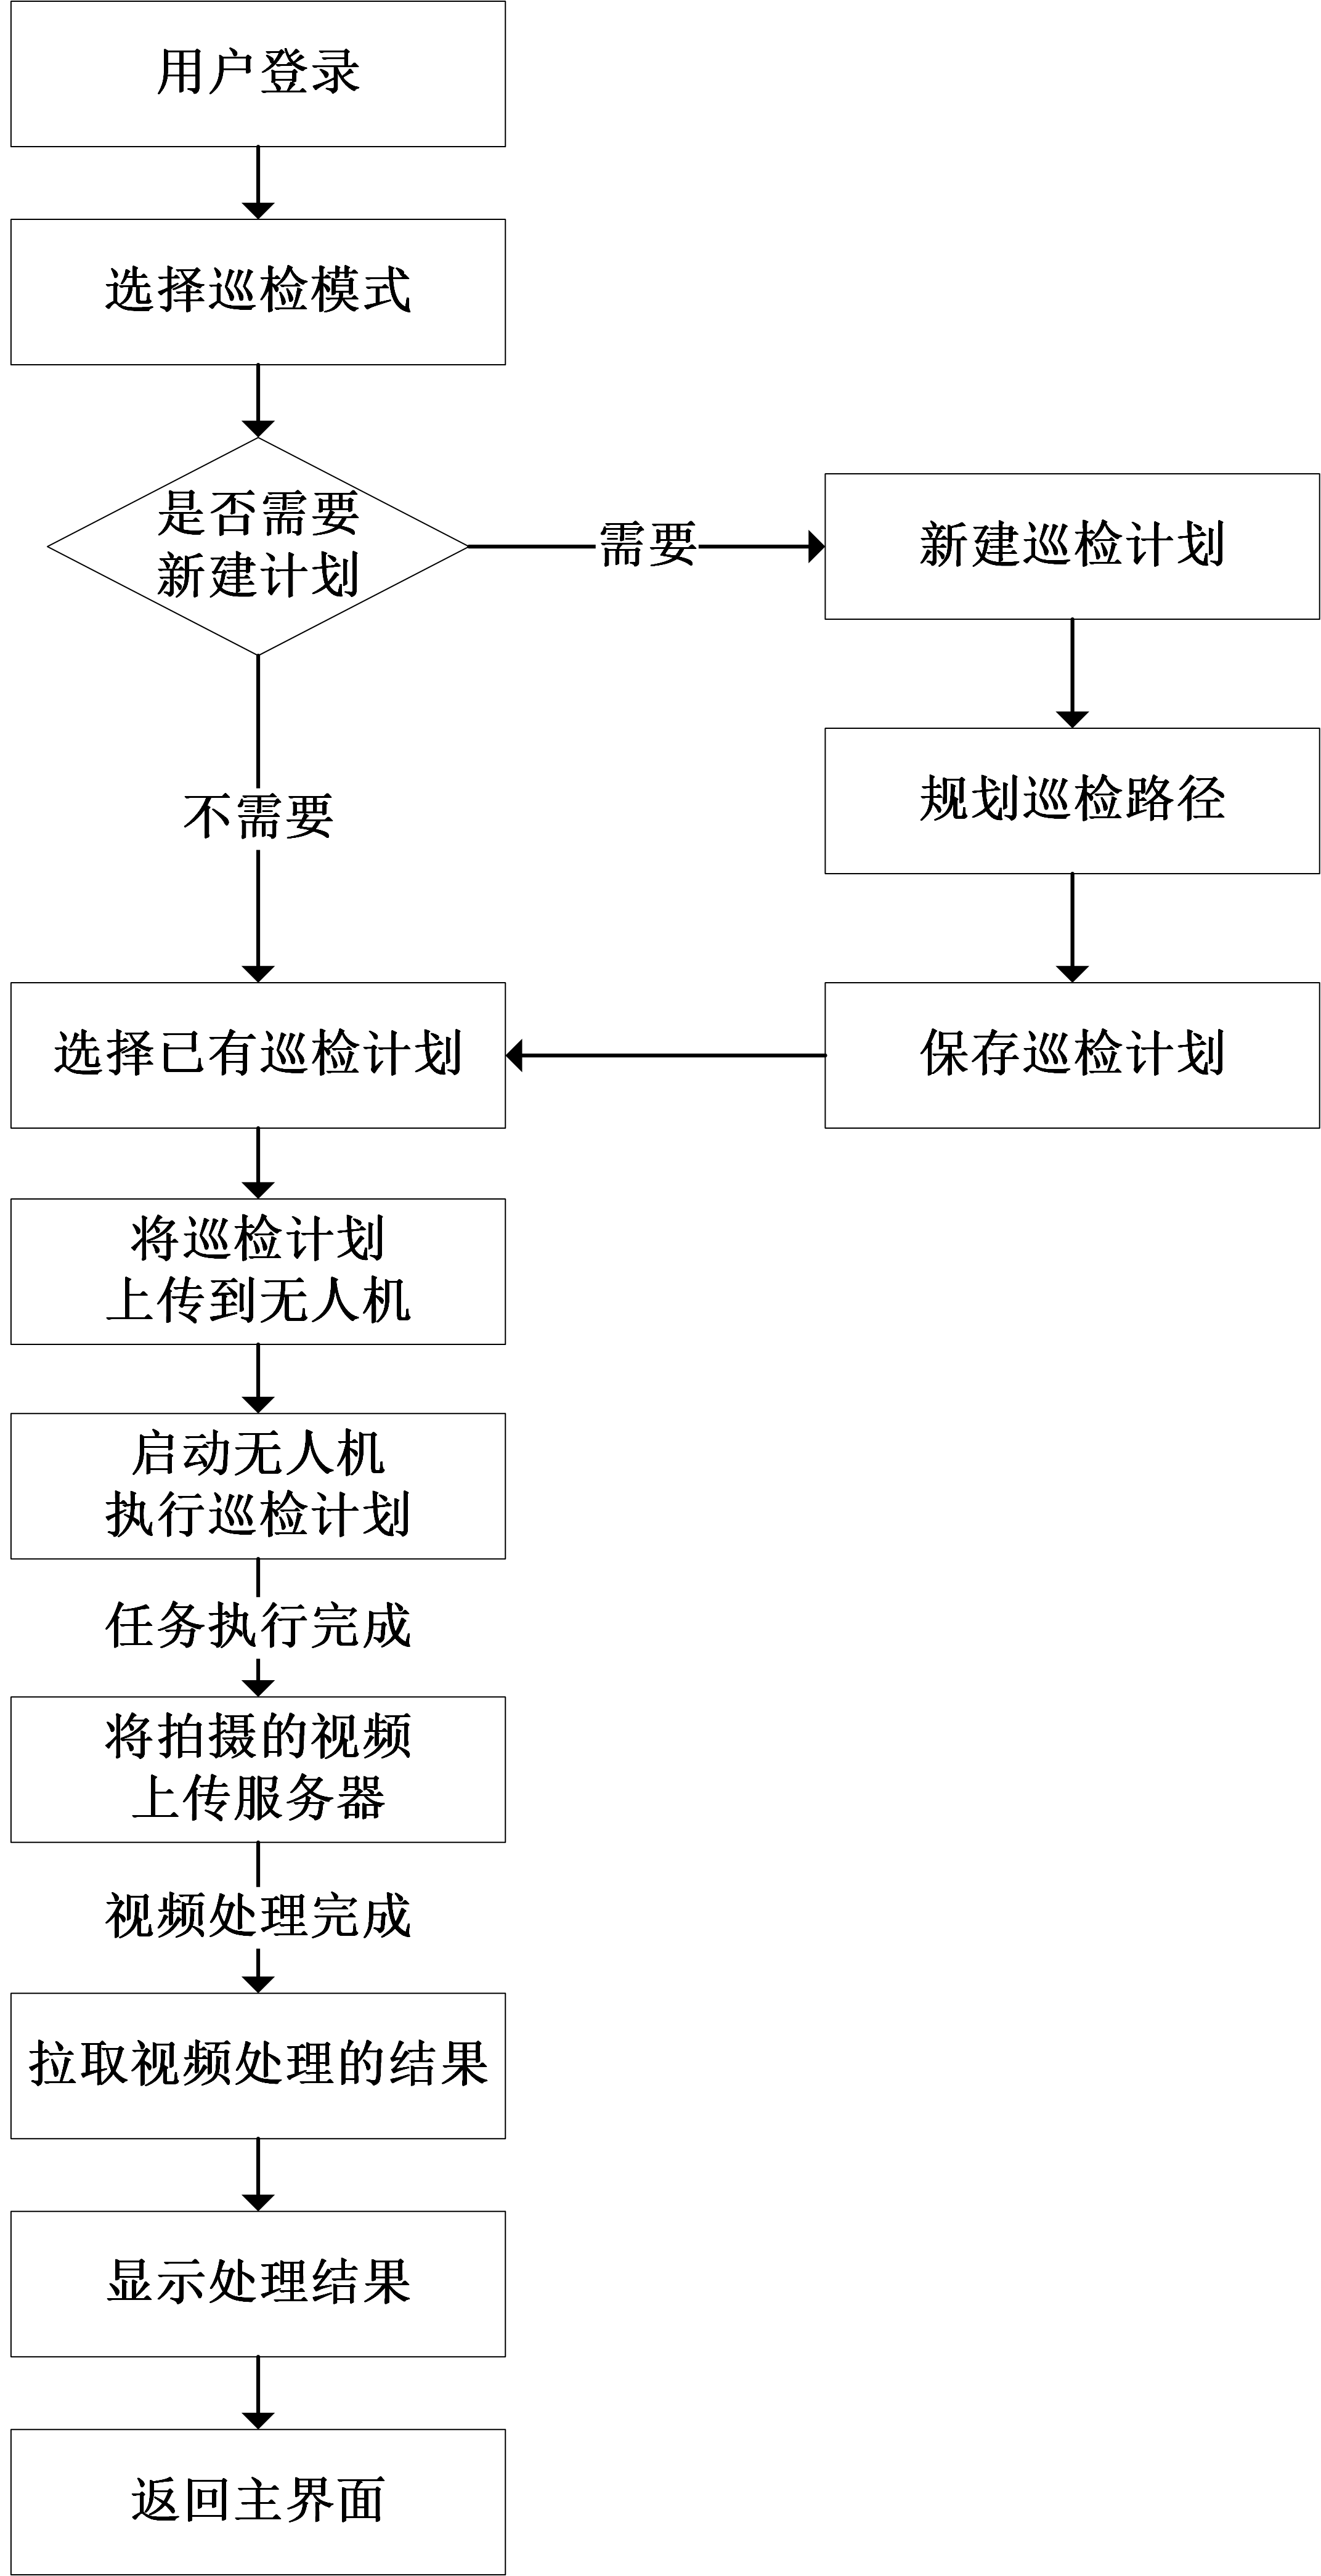 用户登录
选择巡检模式
是否需要
新建计划
需要
新建巡检计划
规划巡检路径
不需要
选择已有巡检计划
保存巡检计划
将巡检计划
上传到无人机
启动无人机
执行巡检计划
任务执行完成
将拍摄的视频
上传服务器
视频处理完成
拉取视频处理的结果
显示处理结果
返回主界面